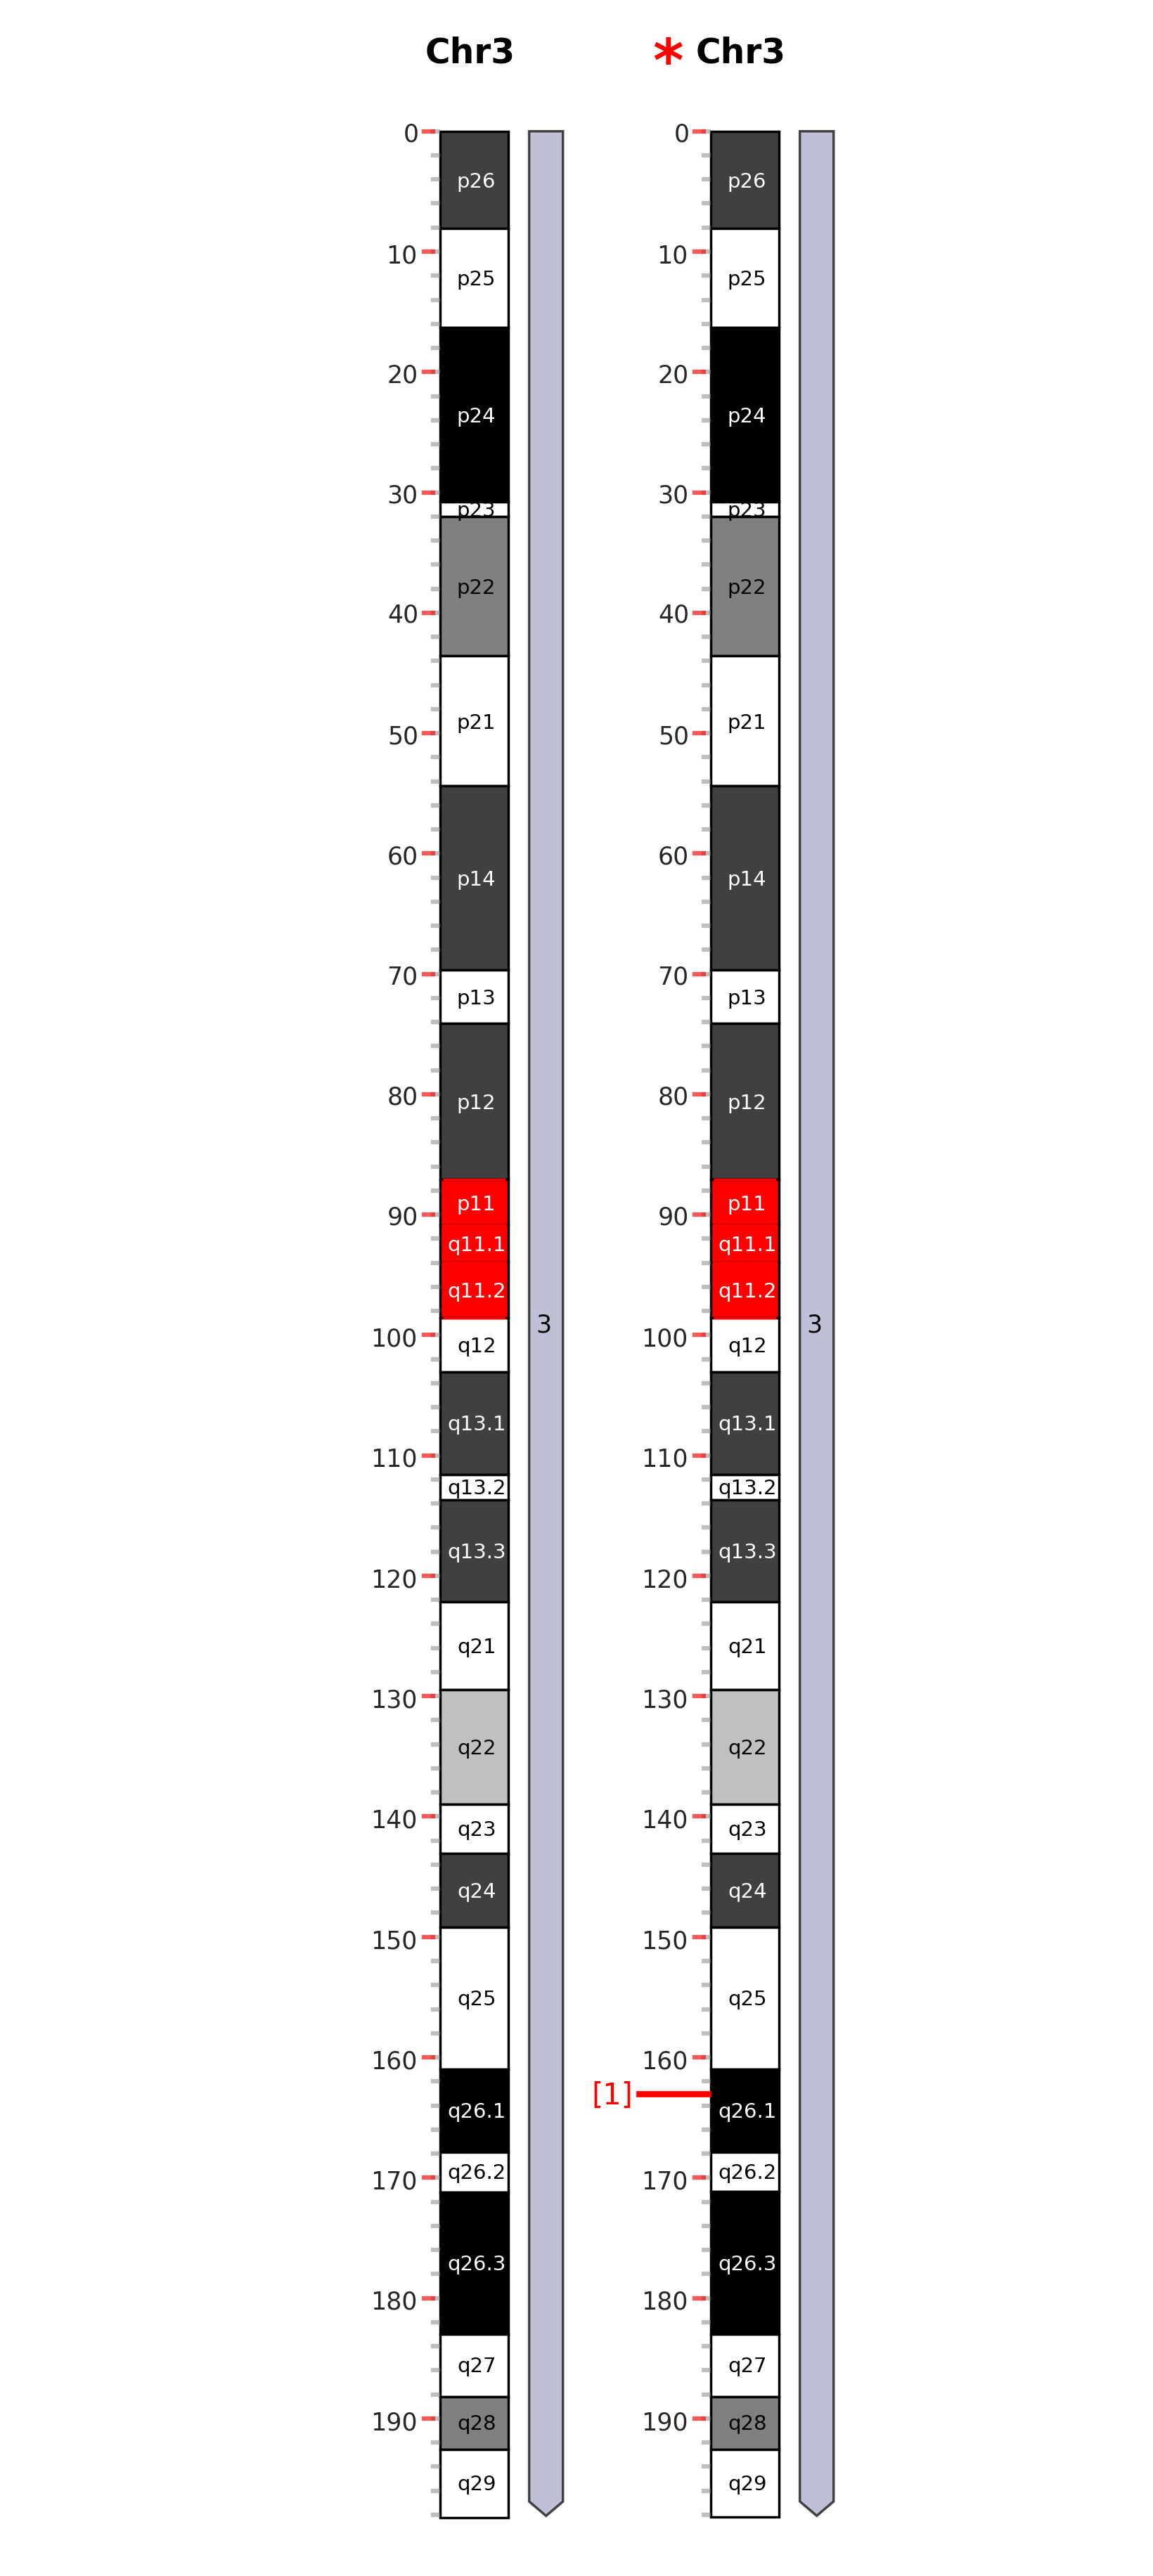 Chr3 * Chr3
0 0
p26 p26
10 10
p25 p25
20 20
p24 p24
30 30
p23 p23
p22 p22
40 40
p21 p21
50 50
60 60
p14 p14
70 70
p13 p13
80 80
p12 p12
p11 p11
90 90
q11.1 q11.1
q11.2 q11.2
3 3
100 100
q12 q12
q13.1 q13.1
110 110
q13.2 q13.2
q13.3 q13.3
120 120
q21 q21
130 130
q22 q22
140 140
q23 q23
q24 q24
150 150
q25 q25
160 160
[1]
q26.1 q26.1
q26.2 q26.2
170 170
q26.3 q26.3
180 180
q27 q27
190 190
q28 q28
q29 q29